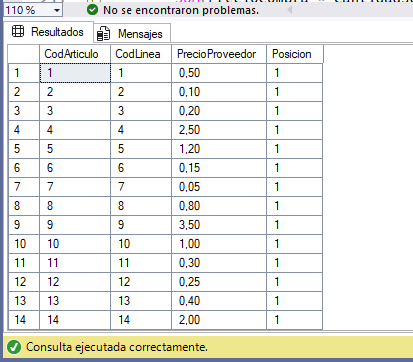 110 %
No se encontraron problemas.
Resultados Mensajes
CodArticulo CodLinea PrecioProveedor Posicion
1 1 1 0,50 1
2 2 2 0,10 1
3 3 3 0,20 1
4 4 4 2,50 1
5 5 5 1,20 1
6 6 6 0,15 1
7 7 7 0,05 1
8 8 8 0,80 1
9 9 9 3,50 1
10 10 10 1,00 1
11 11 11 0,30 1
12 12 12 0,25 1
13 13 13 0,40 1
14 14 14 2,00 1
Consulta ejecutada correctamente.